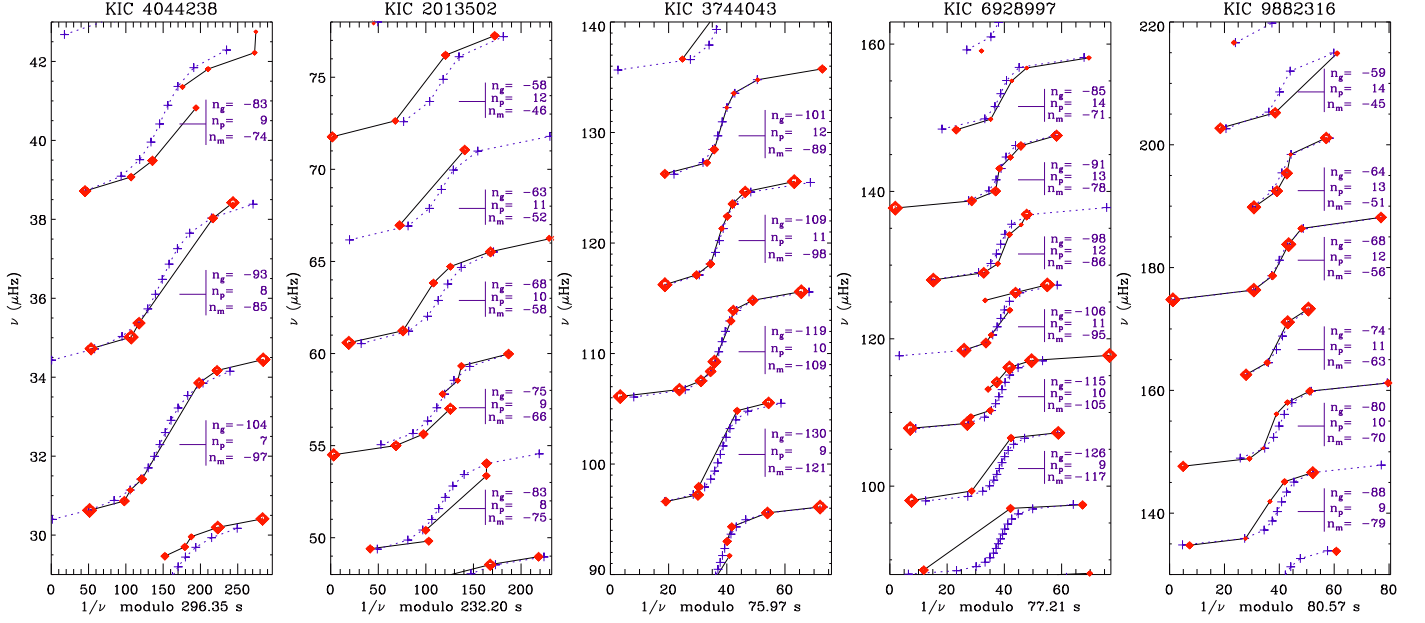 KIC 4044238
42
40
38
36
34
32
30
ν (μHz)
n_g= −83
n_p= 9
n_m= −74
n_g= −93
n_p= 8
n_m= −85
n_g= −104
n_p= 7
n_m= −97
0 50 100 150 200 250
1/ν modulo 296.35 s
KIC 2013502
75
70
65
60
55
50
ν (μHz)
n_g= −58
n_p= 12
n_m= −46
n_g= −63
n_p= 11
n_m= −52
n_g= −68
n_p= 10
n_m= −58
n_g= −75
n_p= 9
n_m= −66
n_g= −83
n_p= 8
n_m= −75
0 50 100 150 200
1/ν modulo 232.20 s
KIC 3744043
140
130
120
110
100
90
ν (μHz)
n_g= −101
n_p= 12
n_m= −89
n_g= −109
n_p= 11
n_m= −98
n_g= −119
n_p= 10
n_m= −109
n_g= −130
n_p= 9
n_m= −121
0 20 40 60
1/ν modulo 75.97 s
KIC 6928997
160
140
120
100
ν (μHz)
n_g= −85
n_p= 14
n_m= −71
n_g= −91
n_p= 13
n_m= −78
n_g= −98
n_p= 12
n_m= −86
n_g= −106
n_p= 11
n_m= −95
n_g= −115
n_p= 10
n_m= −105
n_g= −126
n_p= 9
n_m= −117
0 20 40 60
1/ν modulo 77.21 s
KIC 9882316
220
200
180
160
140
ν (μHz)
n_g= −59
n_p= 14
n_m= −45
n_g= −64
n_p= 13
n_m= −51
n_g= −68
n_p= 12
n_m= −56
n_g= −74
n_p= 11
n_m= −63
n_g= −80
n_p= 10
n_m= −70
n_g= −88
n_p= 9
n_m= −79
0 20 40 60 80
1/ν modulo 80.57 s